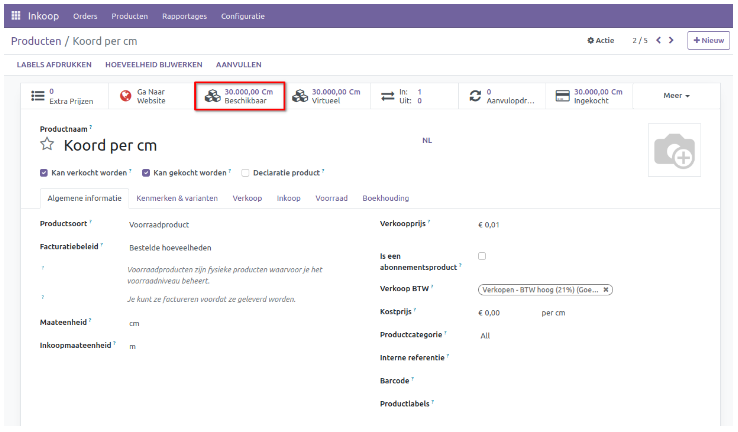 Inkoop Orders Producten Rapportages Configuratie
Producten / Koord per cm Actie 2 / 5 Nieuw
LABELS AFDRUKKEN HOEVEELHEID BIJWERKEN AANVULLEN
0 Extra Prijzen
Ga Naar Website
30.000,00 Cm Beschikbaar
30.000,00 Cm Virtueel
In: 1
Uit: 0
0 Aanvulopdr...
30.000,00 Cm Ingekocht
Meer
Productnaam ?
Koord per cm NL
Kan verkocht worden ? Kan gekocht worden ? Declaratie product ?
Algemene informatie Kenmerken & varianten Verkoop Inkoop Voorraad Boekhouding
Productsoort ? Voorraadproduct
Facturatiebeleid ? Bestelde hoeveelheden
? Voorraadproducten zijn fysieke producten waarvoor je het
voorraadniveau beheert.
? Je kunt ze factureren voordat ze geleverd worden.
Maateenheid ? cm
Inkoopmaateenheid ? m
Verkoopprijs ? € 0,01
Is een
abonnementsproduct ?
Verkoop BTW ? Verkopen - BTW hoog (21%) (Goe... ×
Kostprijs ? € 0,00 per cm
Productcategorie ? All
Interne referentie ?
Barcode ?
Productlabels ?